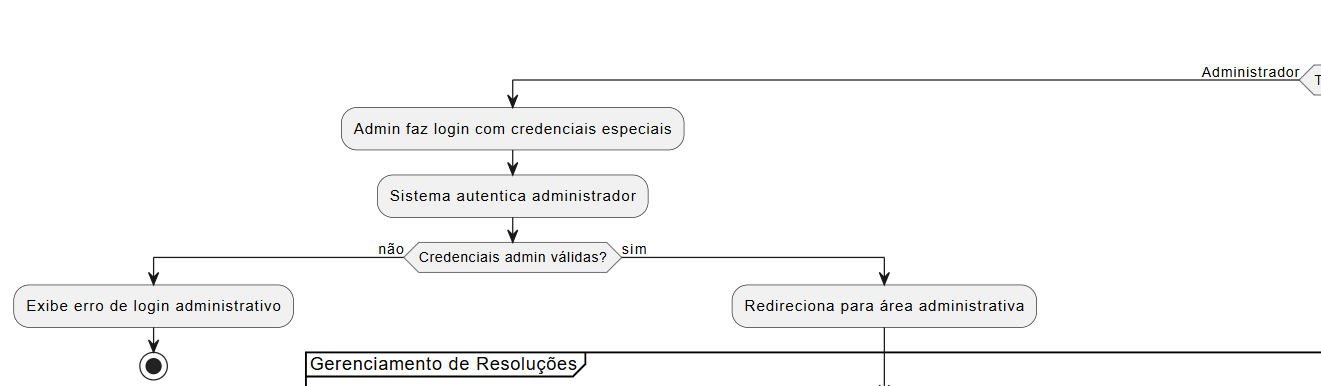 Administrador
T
Admin faz login com credenciais especiais
Sistema autentica administrador
não
Credenciais admin válidas?
sim
Exibe erro de login administrativo
Redireciona para área administrativa
Gerenciamento de Resoluções